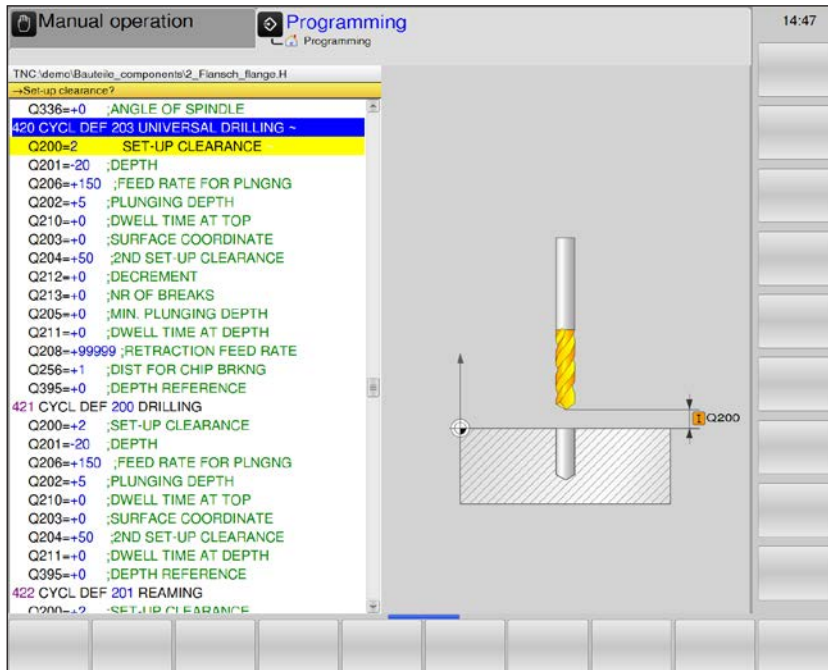 Manual operation
Programming
14:47
Programming
TNC:\demo\Bauteile_components\2_Flansch_flange.H
→Set-up clearance?
Q336=+0 ;ANGLE OF SPINDLE
420 CYCL DEF 203 UNIVERSAL DRILLING ~
Q200=2 SET-UP CLEARANCE ~
Q201=-20 ;DEPTH
Q206=+150 ;FEED RATE FOR PLNGNG
Q202=+5 ;PLUNGING DEPTH
Q210=+0 ;DWELL TIME AT TOP
Q203=+0 ;SURFACE COORDINATE
Q204=+50 ;2ND SET-UP CLEARANCE
Q212=+0 ;DECREMENT
Q213=+0 ;NR OF BREAKS
Q205=+0 ;MIN. PLUNGING DEPTH
Q211=+0 ;DWELL TIME AT DEPTH
Q208=+99999 ;RETRACTION FEED RATE
Q256=+1 ;DIST FOR CHIP BRKNG
Q395=+0 ;DEPTH REFERENCE
421 CYCL DEF 200 DRILLING
Q200=+2 ;SET-UP CLEARANCE
Q201=-20 ;DEPTH
Q206=+150 ;FEED RATE FOR PLNGNG
Q202=+5 ;PLUNGING DEPTH
Q210=+0 ;DWELL TIME AT TOP
Q203=+0 ;SURFACE COORDINATE
Q204=+50 ;2ND SET-UP CLEARANCE
Q211=+0 ;DWELL TIME AT DEPTH
Q395=+0 ;DEPTH REFERENCE
422 CYCL DEF 201 REAMING
Q200=+2 ;SET-UP CLEARANCE
Q200